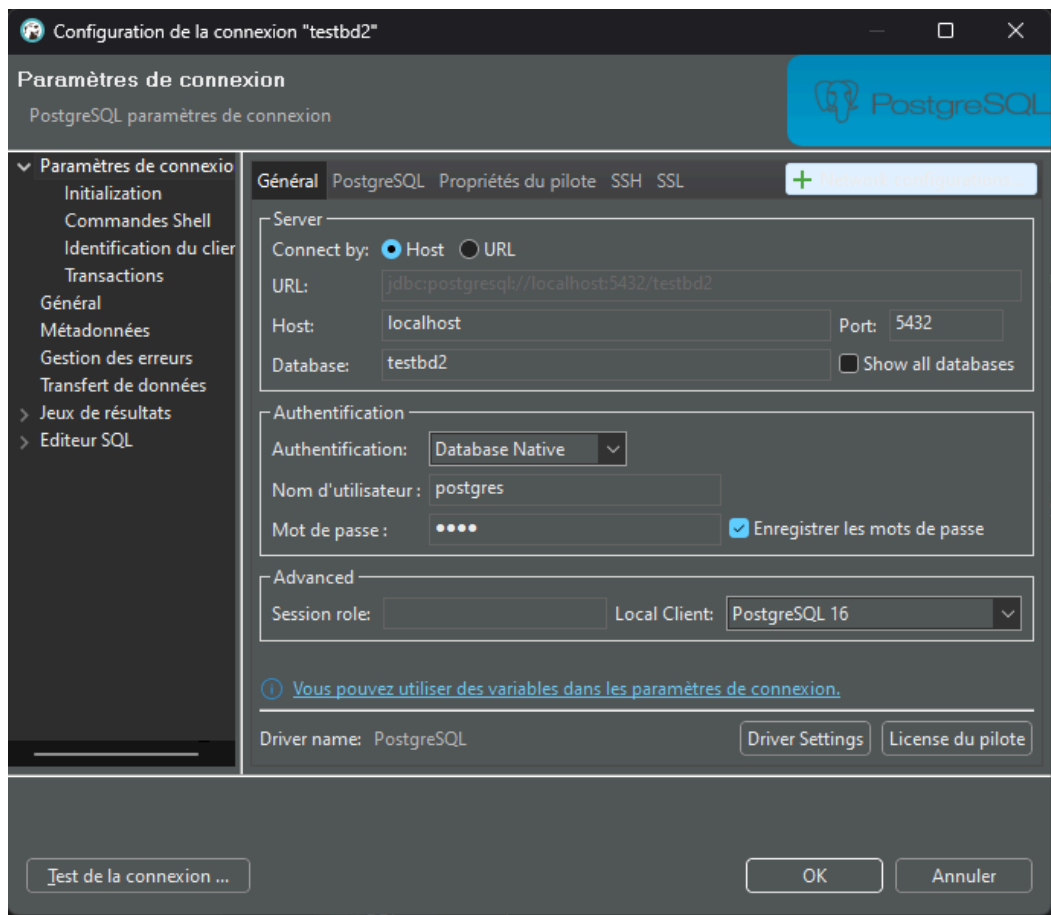 Configuration de la connexion "testbd2"
Paramètres de connexion
PostgreSQL paramètres de connexion
PostgreSQL
Paramètres de connexio
Initialization
Commandes Shell
Identification du clier
Transactions
Général
Métadonnées
Gestion des erreurs
Transfert de données
Jeux de résultats
Editeur SQL
Général PostgreSQL Propriétés du pilote SSH SSL
Server
Connect by: Host URL
URL: jdbc:postgresql://localhost:5432/testbd2
Host: localhost Port: 5432
Database: testbd2 Show all databases
Authentification
Authentification: Database Native
Nom d'utilisateur : postgres
Mot de passe : ●●●● Enregistrer les mots de passe
Advanced
Session role: Local Client: PostgreSQL 16
Vous pouvez utiliser des variables dans les paramètres de connexion.
Driver name: PostgreSQL Driver Settings License du pilote
Test de la connexion ... OK Annuler